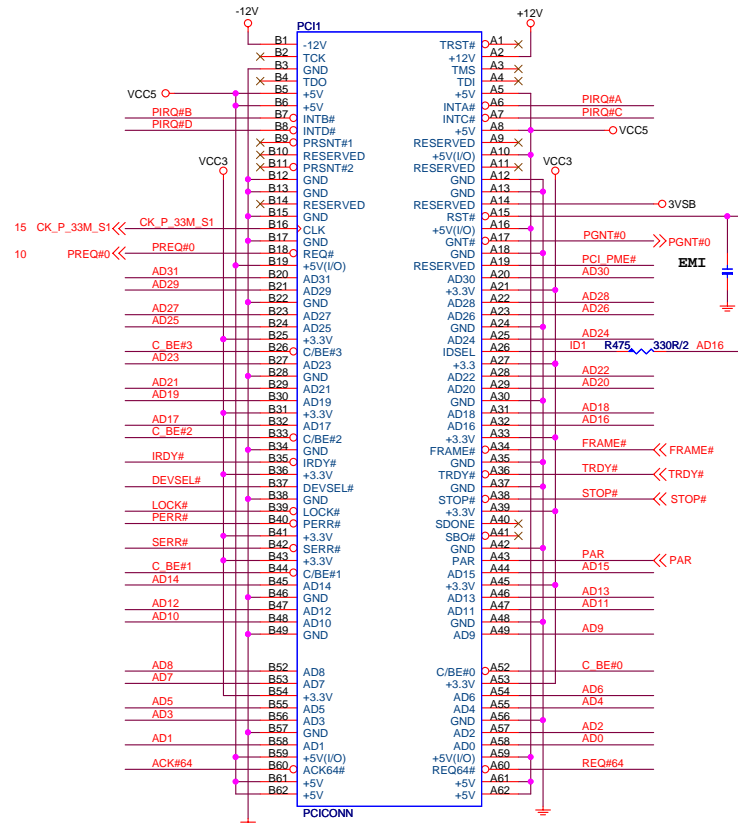 -12V +12V
PCI1
B1 -12V TRST# A1
B2 TCK +12V A2
B3 GND TMS A3
B4 TDO TDI A4
VCC5 B5 +5V +5V A5
B6 +5V INTA# A6 PIRQ#A
PIRQ#B B7 INTB# INTC# A7 PIRQ#C
PIRQ#D B8 INTD# +5V A8 VCC5
B9 PRSNT#1 RESERVED A9
B10 RESERVED +5V(I/O) A10
VCC3 B11 PRSNT#2 RESERVED A11 VCC3
B12 GND GND A12
B13 GND GND A13
B14 RESERVED RESERVED A14 3VSB
B15 GND RST# A15
15 CK_P_33M_S1 CK_P_33M_S1 B16 CLK +5V(I/O) A16
B17 GND GNT# A17 PGNT#0 PGNT#0
10 PREQ#0 PREQ#0 B18 REQ# GND A18
B19 +5V(I/O) RESERVED A19 PCI_PME# EMI
AD31 B20 AD31 AD30 A20 AD30
AD29 B21 AD29 +3.3V A21
B22 GND AD28 A22 AD28
AD27 B23 AD27 AD26 A23 AD26
AD25 B24 AD25 GND A24
B25 +3.3V AD24 A25 AD24
C_BE#3 B26 C/BE#3 IDSEL A26 ID1 R475 330R/2 AD16
AD23 B27 AD23 +3.3 A27
B28 GND AD22 A28 AD22
AD21 B29 AD21 AD20 A29 AD20
AD19 B30 AD19 GND A30
B31 +3.3V AD18 A31 AD18
AD17 B32 AD17 AD16 A32 AD16
C_BE#2 B33 C/BE#2 +3.3V A33
B34 GND FRAME# A34 FRAME# FRAME#
IRDY# B35 IRDY# GND A35
B36 +3.3V TRDY# A36 TRDY# TRDY#
DEVSEL# B37 DEVSEL# GND A37
B38 GND STOP# A38 STOP# STOP#
LOCK# B39 LOCK# +3.3V A39
PERR# B40 PERR# SDONE A40
B41 +3.3V SBO# A41
SERR# B42 SERR# GND A42
B43 +3.3V PAR A43 PAR PAR
C_BE#1 B44 C/BE#1 AD15 A44 AD15
AD14 B45 AD14 +3.3V A45
B46 GND AD13 A46 AD13
AD12 B47 AD12 AD11 A47 AD11
AD10 B48 AD10 GND A48
B49 GND AD9 A49 AD9
AD8 B52 AD8 C/BE#0 A52 C_BE#0
AD7 B53 AD7 +3.3V A53
B54 +3.3V AD6 A54 AD6
AD5 B55 AD5 AD4 A55 AD4
AD3 B56 AD3 GND A56
B57 GND AD2 A57 AD2
AD1 B58 AD1 AD0 A58 AD0
B59 +5V(I/O) +5V(I/O) A59
ACK#64 B60 ACK64# REQ64# A60 REQ#64
B61 +5V +5V A61
B62 +5V +5V A62
PCICONN